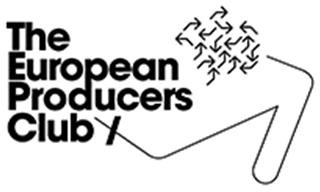 The
European
Producers
Club /